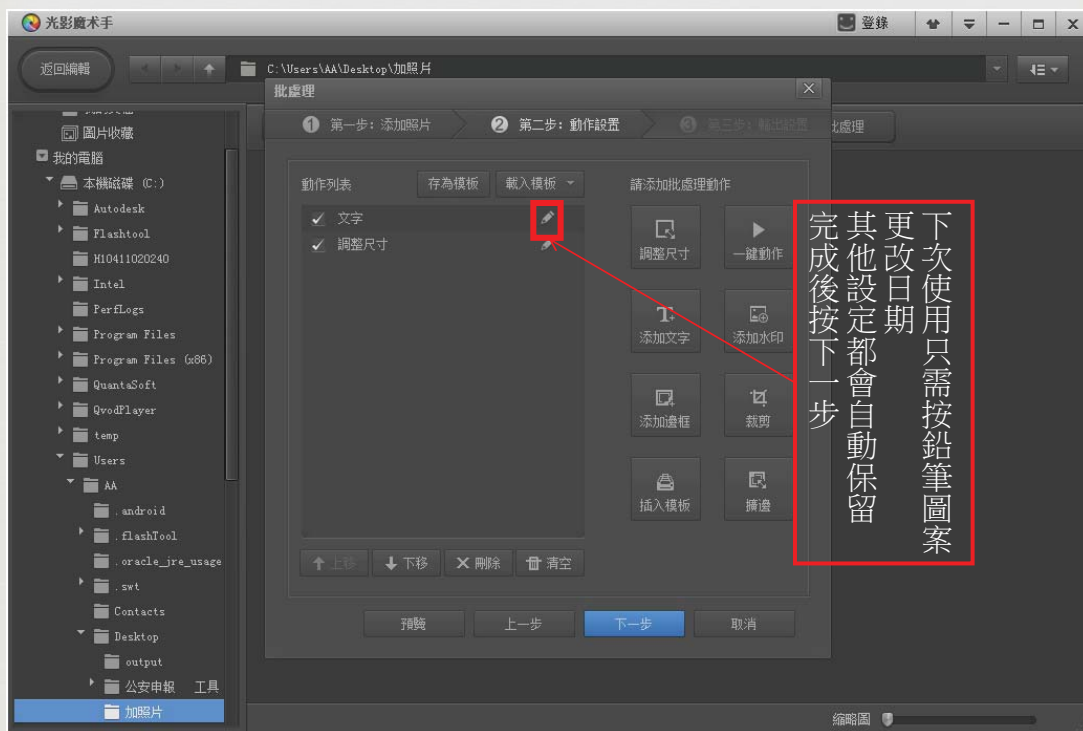 光影魔术手
登錄
返回編輯
C:\Users\AA\Desktop\加照片
批處理
第一步: 添加照片
第二步: 動作設置
第三步: 輸出設置
批處理
圖片收藏
我的電腦
本機磁碟 (C:)
Autodesk
Flashtool
H10411020240
Intel
PerfLogs
Program Files
Program Files (x86)
QuantaSoft
QvodPlayer
temp
Users
AA
.android
.flashTool
.oracle_jre_usage
.swt
Contacts
Desktop
output
公安申報 工具
加照片
動作列表
存為模板
載入模板
文字
調整尺寸
上移
下移
刪除
清空
請添加批處理動作
調整尺寸
一鍵動作
添加文字
添加水印
添加邊框
裁剪
插入模板
擴邊
預覽
上一步
下一步
取消
下次使用只需按鉛筆圖案
更改日期
其他設定都會自動保留
完成後按下一步
縮略圖